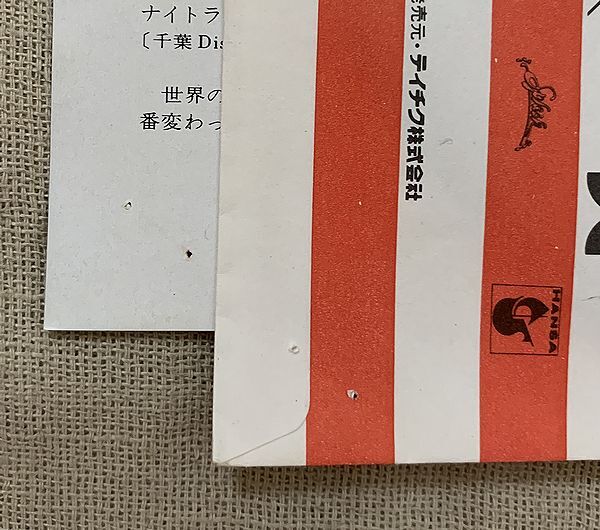 ナイトラ
〔千葉 Dis
世界の
番変わっ
発売元・テイチク株式会社
HANSA